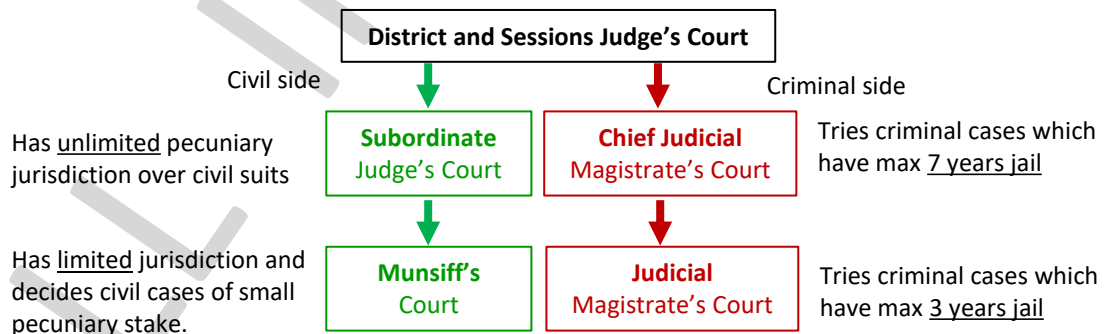 District and Sessions Judge's Court
Civil side
Criminal side
Has unlimited pecuniary
jurisdiction over civil suits
Subordinate
Judge's Court
Chief Judicial
Magistrate's Court
Tries criminal cases which
have max 7 years jail
Has limited jurisdiction and
decides civil cases of small
pecuniary stake.
Munsiff's
Court
Judicial
Magistrate's Court
Tries criminal cases which
have max 3 years jail